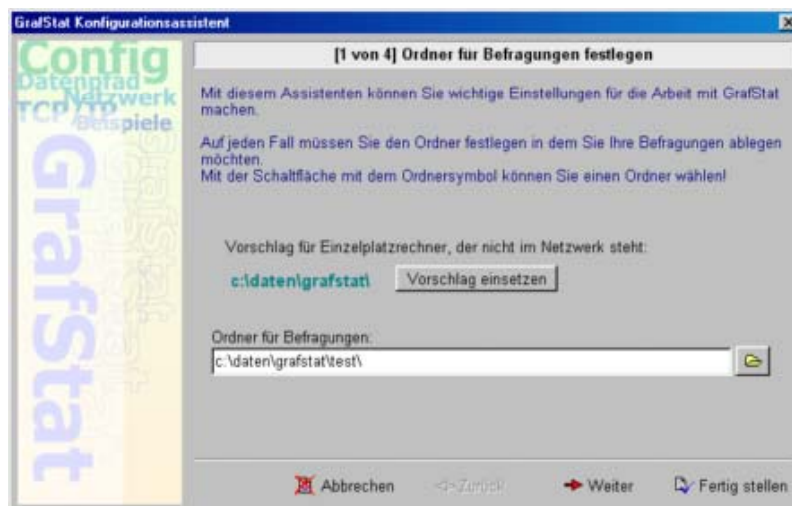 GrafStat Konfigurationsassistent
Config
Datenpfad
Netzwerk
TCP/IP
Beispiele
GrafStat
[1 von 4] Ordner für Befragungen festlegen
Mit diesem Assistenten können Sie wichtige Einstellungen für die Arbeit mit GrafStat
machen.
Auf jeden Fall müssen Sie den Ordner festlegen in dem Sie Ihre Befragungen ablegen
möchten.
Mit der Schaltfläche mit dem Ordnersymbol können Sie einen Ordner wählen!
Vorschlag für Einzelplatzrechner, der nicht im Netzwerk steht:
c:\daten\grafstat\ Vorschlag einsetzen
Ordner für Befragungen:
c:\daten\grafstat\test\
Abbrechen Zurück Weiter Fertig stellen